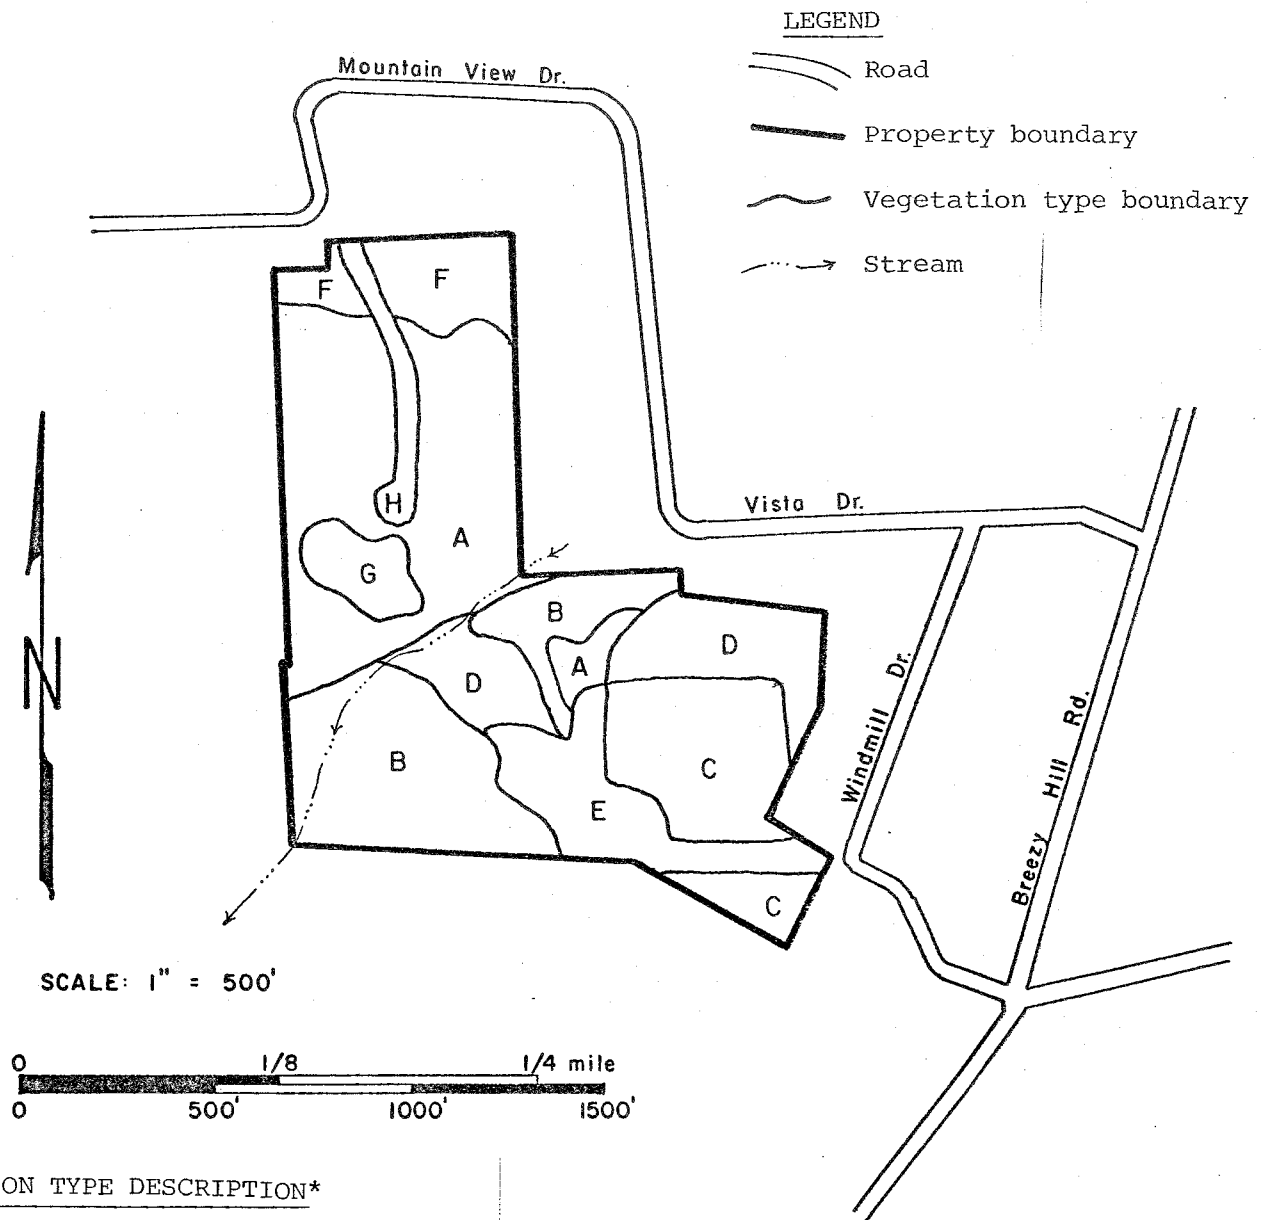 LEGEND
Road
Property boundary
Vegetation type boundary
Stream
Mountain View Dr.
F
F
H
A
G
Vista Dr.
B
A
D
D
B
C
E
C
Windmill Dr.
Breezy Hill Rd.
N
SCALE: 1" = 500'
0 1/8 1/4 mile
0 500' 1000' 1500'
ON TYPE DESCRIPTION*